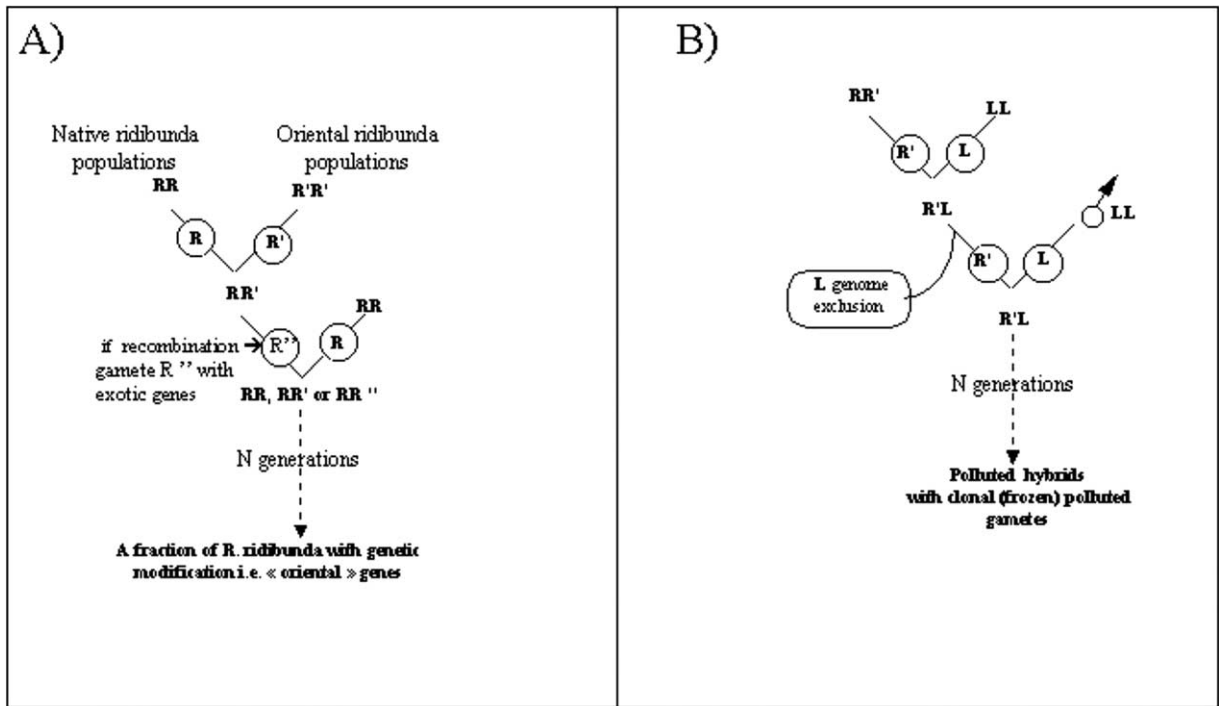 A)
Native ridibunda
populations
Oriental ridibunda
populations
RR
R'R'
R
R'
RR'
RR
if recombination
gamete R '' with
exotic genes
R''
R
RR, RR' or RR ''
N generations
A fraction of R. ridibunda with genetic
modification i.e. « oriental » genes
B)
RR'
LL
R'
L
R'L
LL
R'
L
L genome
exclusion
R'L
N generations
Polluted hybrids
with clonal (frozen) polluted
gametes